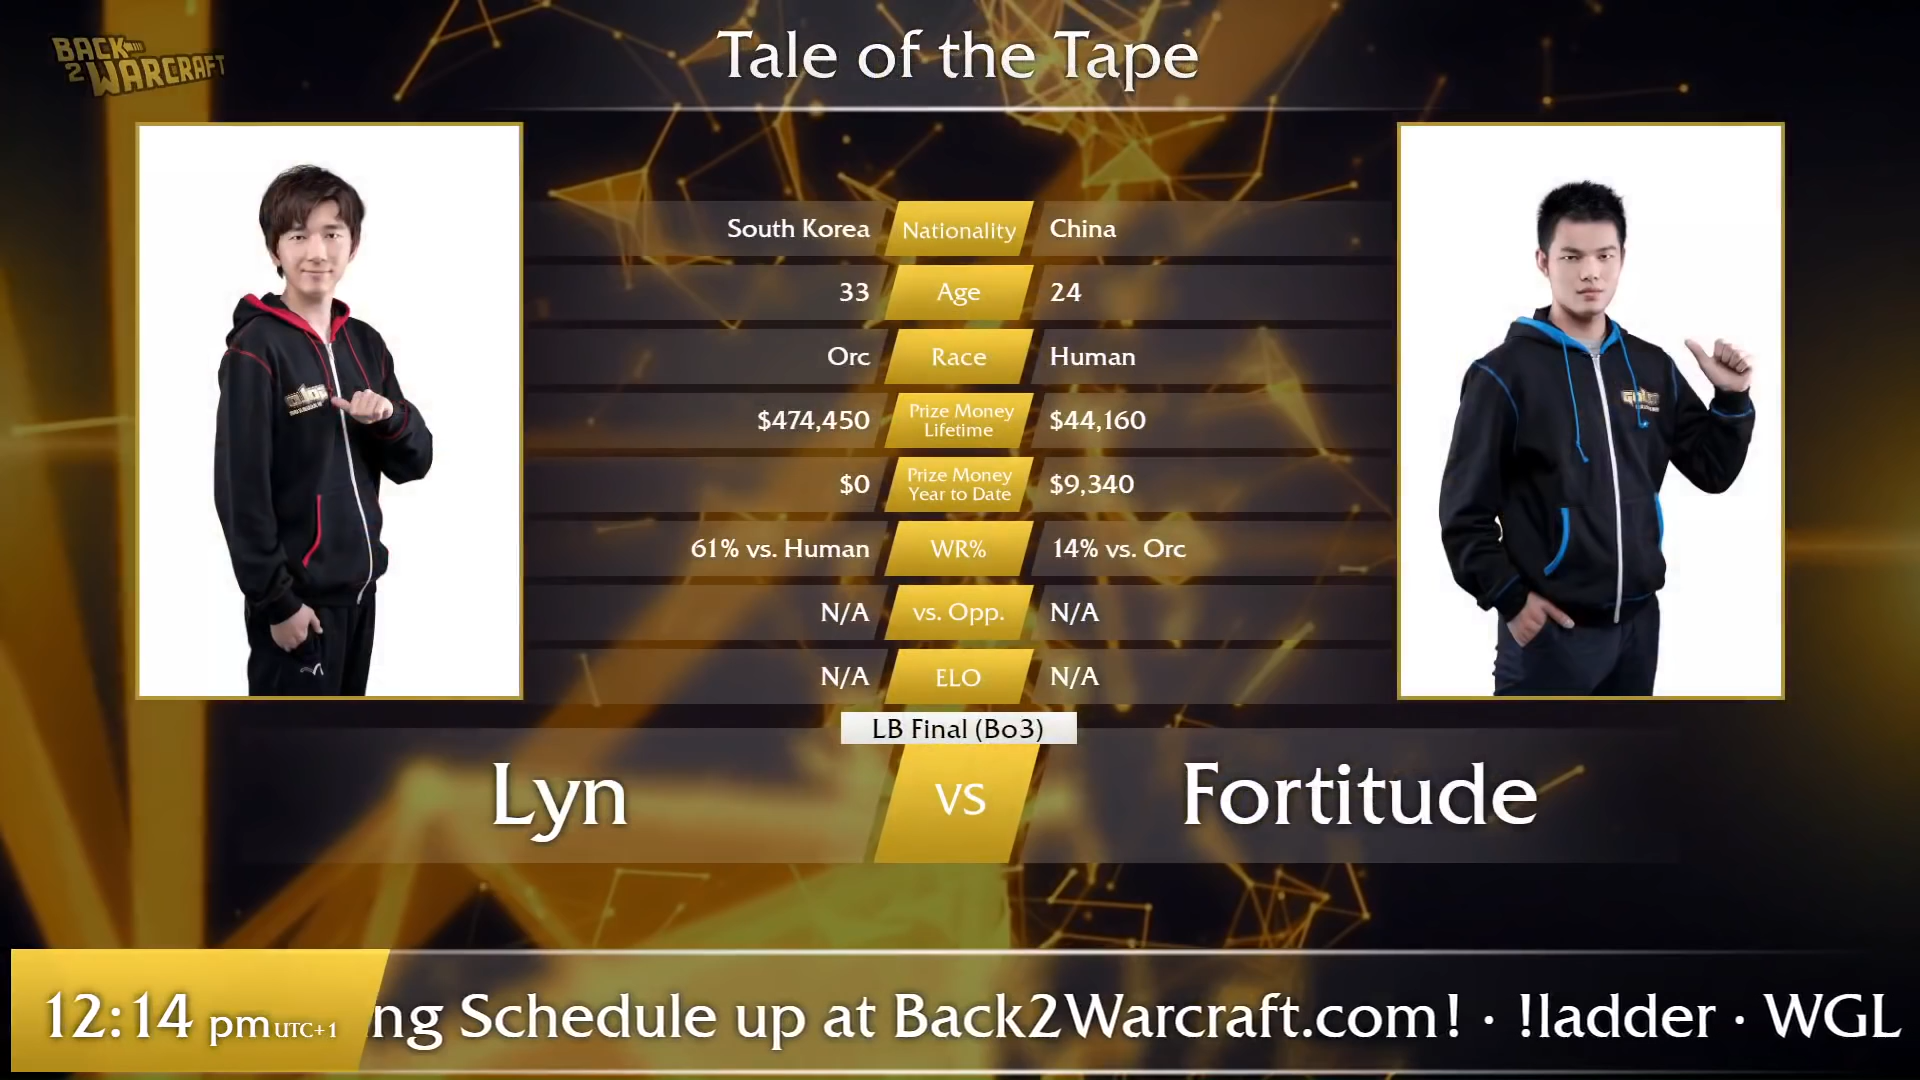 BACK
2 WARCRAFT
Tale of the Tape
South Korea Nationality China
33 Age 24
Orc Race Human
$474,450 Prize Money Lifetime $44,160
$0 Prize Money Year to Date $9,340
61% vs. Human WR% 14% vs. Orc
N/A vs. Opp. N/A
N/A ELO N/A
LB Final (Bo3)
Lyn VS Fortitude
12:14 pm UTC+1 ng Schedule up at Back2Warcraft.com! · !ladder · WGL